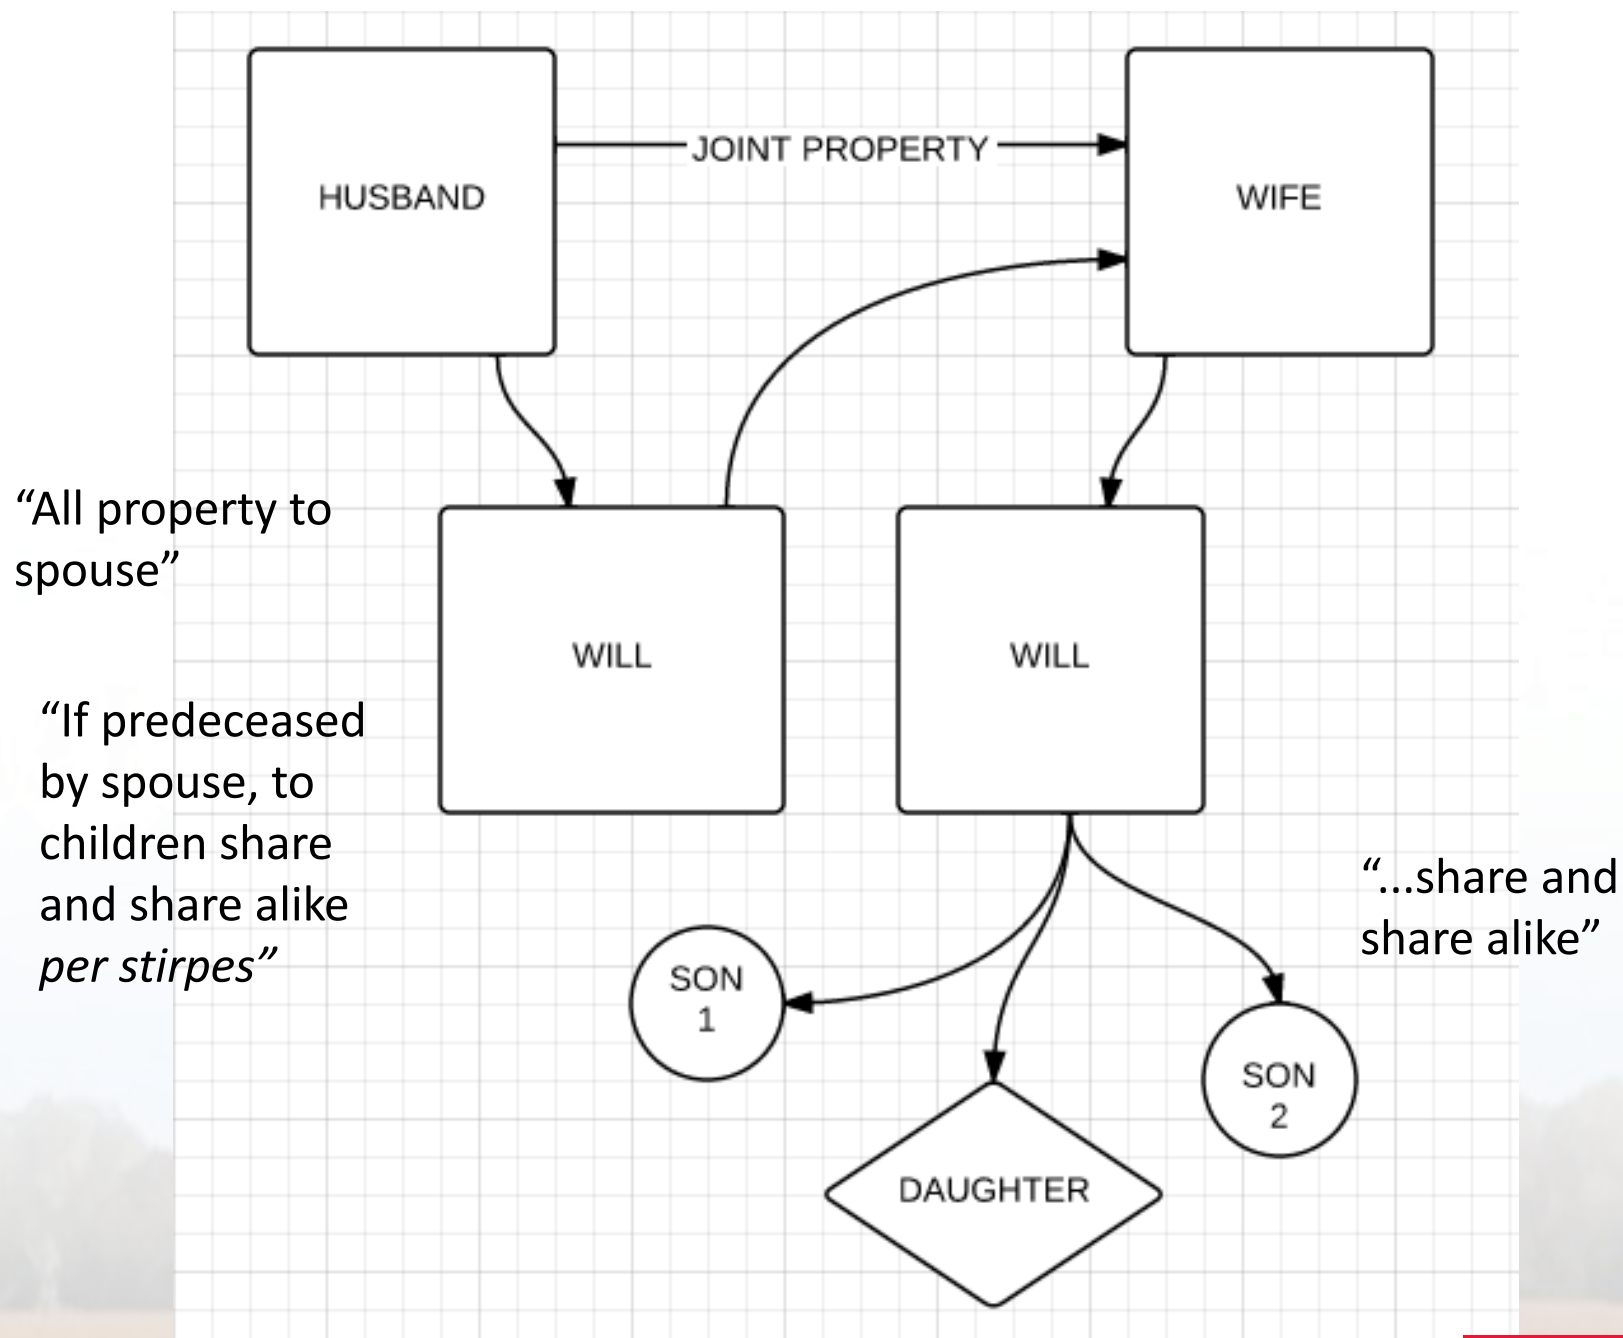 JOINT PROPERTY
HUSBAND
WIFE
“All property to
spouse”
WILL
WILL
“If predeceased
by spouse, to
children share
and share alike
per stirpes”
“...share and
share alike”
SON
1
SON
2
DAUGHTER